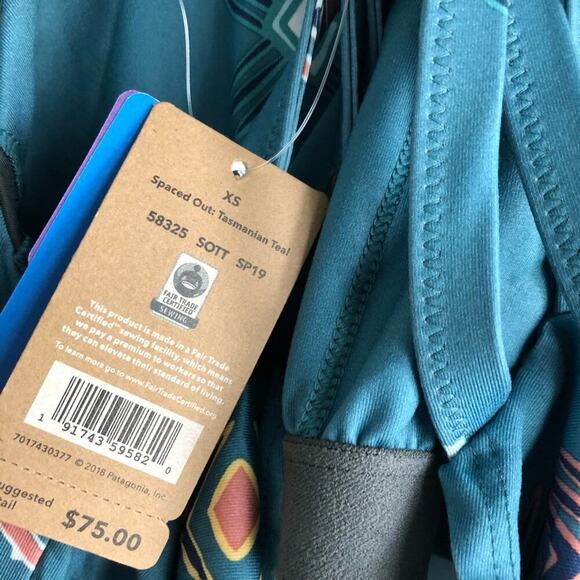 XS
Spaced Out: Tasmanian Teal
58325 SOTT SP19
FAIR TRADE
CERTIFIED™
SEWING
This product is made in a Fair Trade
Certified™ sewing facility, which means
we pay a premium to workers so that
they can elevate their standard of living.
To learn more go to www.FairTradeCertified.org
1 91743 59582 0
7017430377 © 2018 Patagonia, Inc.
uggested
tail
$75.00